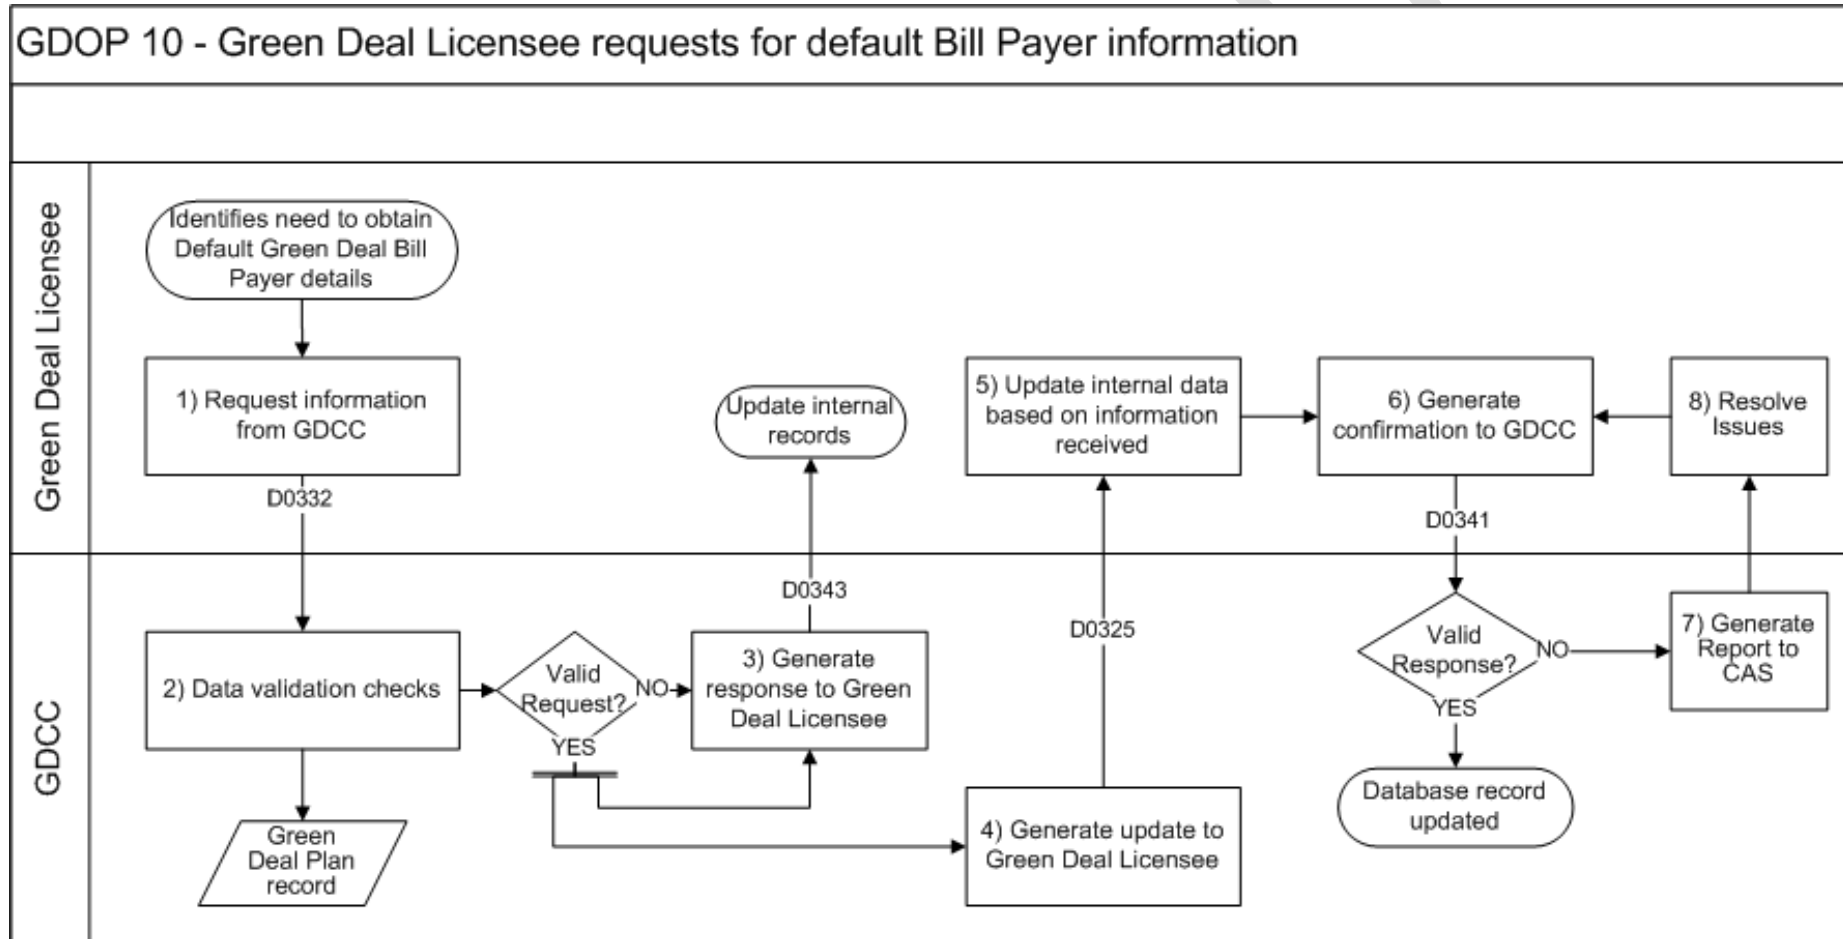 GDOP 10 - Green Deal Licensee requests for default Bill Payer information
Green Deal Licensee
Identifies need to obtain
Default Green Deal Bill
Payer details
1) Request information
from GDCC
D0332
Update internal
records
5) Update internal data
based on information
received
6) Generate
confirmation to GDCC
8) Resolve
Issues
D0341
GDCC
2) Data validation checks
Green
Deal Plan
record
Valid
Request?
NO
YES
D0343
3) Generate
response to Green
Deal Licensee
D0325
4) Generate update to
Green Deal Licensee
Valid
Response?
NO
YES
7) Generate
Report to
CAS
Database record
updated